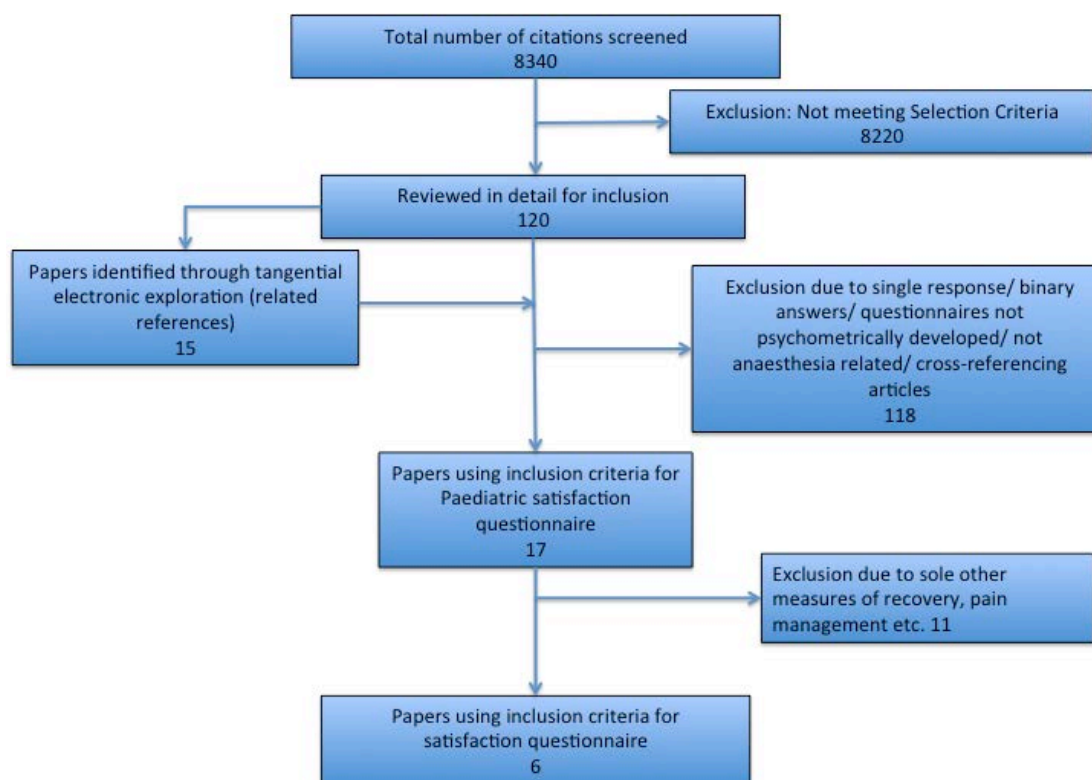 Total number of citations screened
8340
Exclusion: Not meeting Selection Criteria
8220
Reviewed in detail for inclusion
120
Papers identified through tangential
electronic exploration (related
references)
15
Exclusion due to single response/ binary
answers/ questionnaires not
psychometrically developed/ not
anaesthesia related/ cross-referencing
articles
118
Papers using inclusion criteria for
Paediatric satisfaction
questionnaire
17
Exclusion due to sole other
measures of recovery, pain
management etc. 11
Papers using inclusion criteria for
satisfaction questionnaire
6